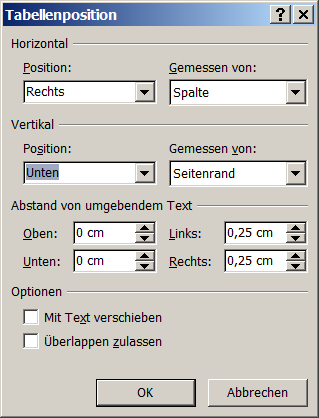 Tabellenposition
Horizontal
Position: Gemessen von:
Rechts Spalte
Vertikal
Position: Gemessen von:
Unten Seitenrand
Abstand von umgebendem Text
Oben: 0 cm Links: 0,25 cm
Unten: 0 cm Rechts: 0,25 cm
Optionen
Mit Text verschieben
Überlappen zulassen
OK Abbrechen